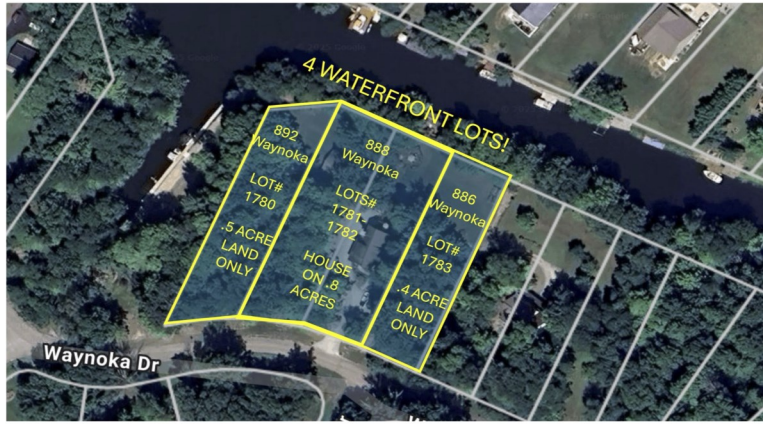 4 WATERFRONT LOTS!
892
Waynoka
LOT#
1780
.5 ACRE
LAND
ONLY
888
Waynoka
LOTS#
1781-
1782
HOUSE
ON .8
ACRES
886
Waynoka
LOT#
1783
.4 ACRE
LAND
ONLY
Waynoka Dr